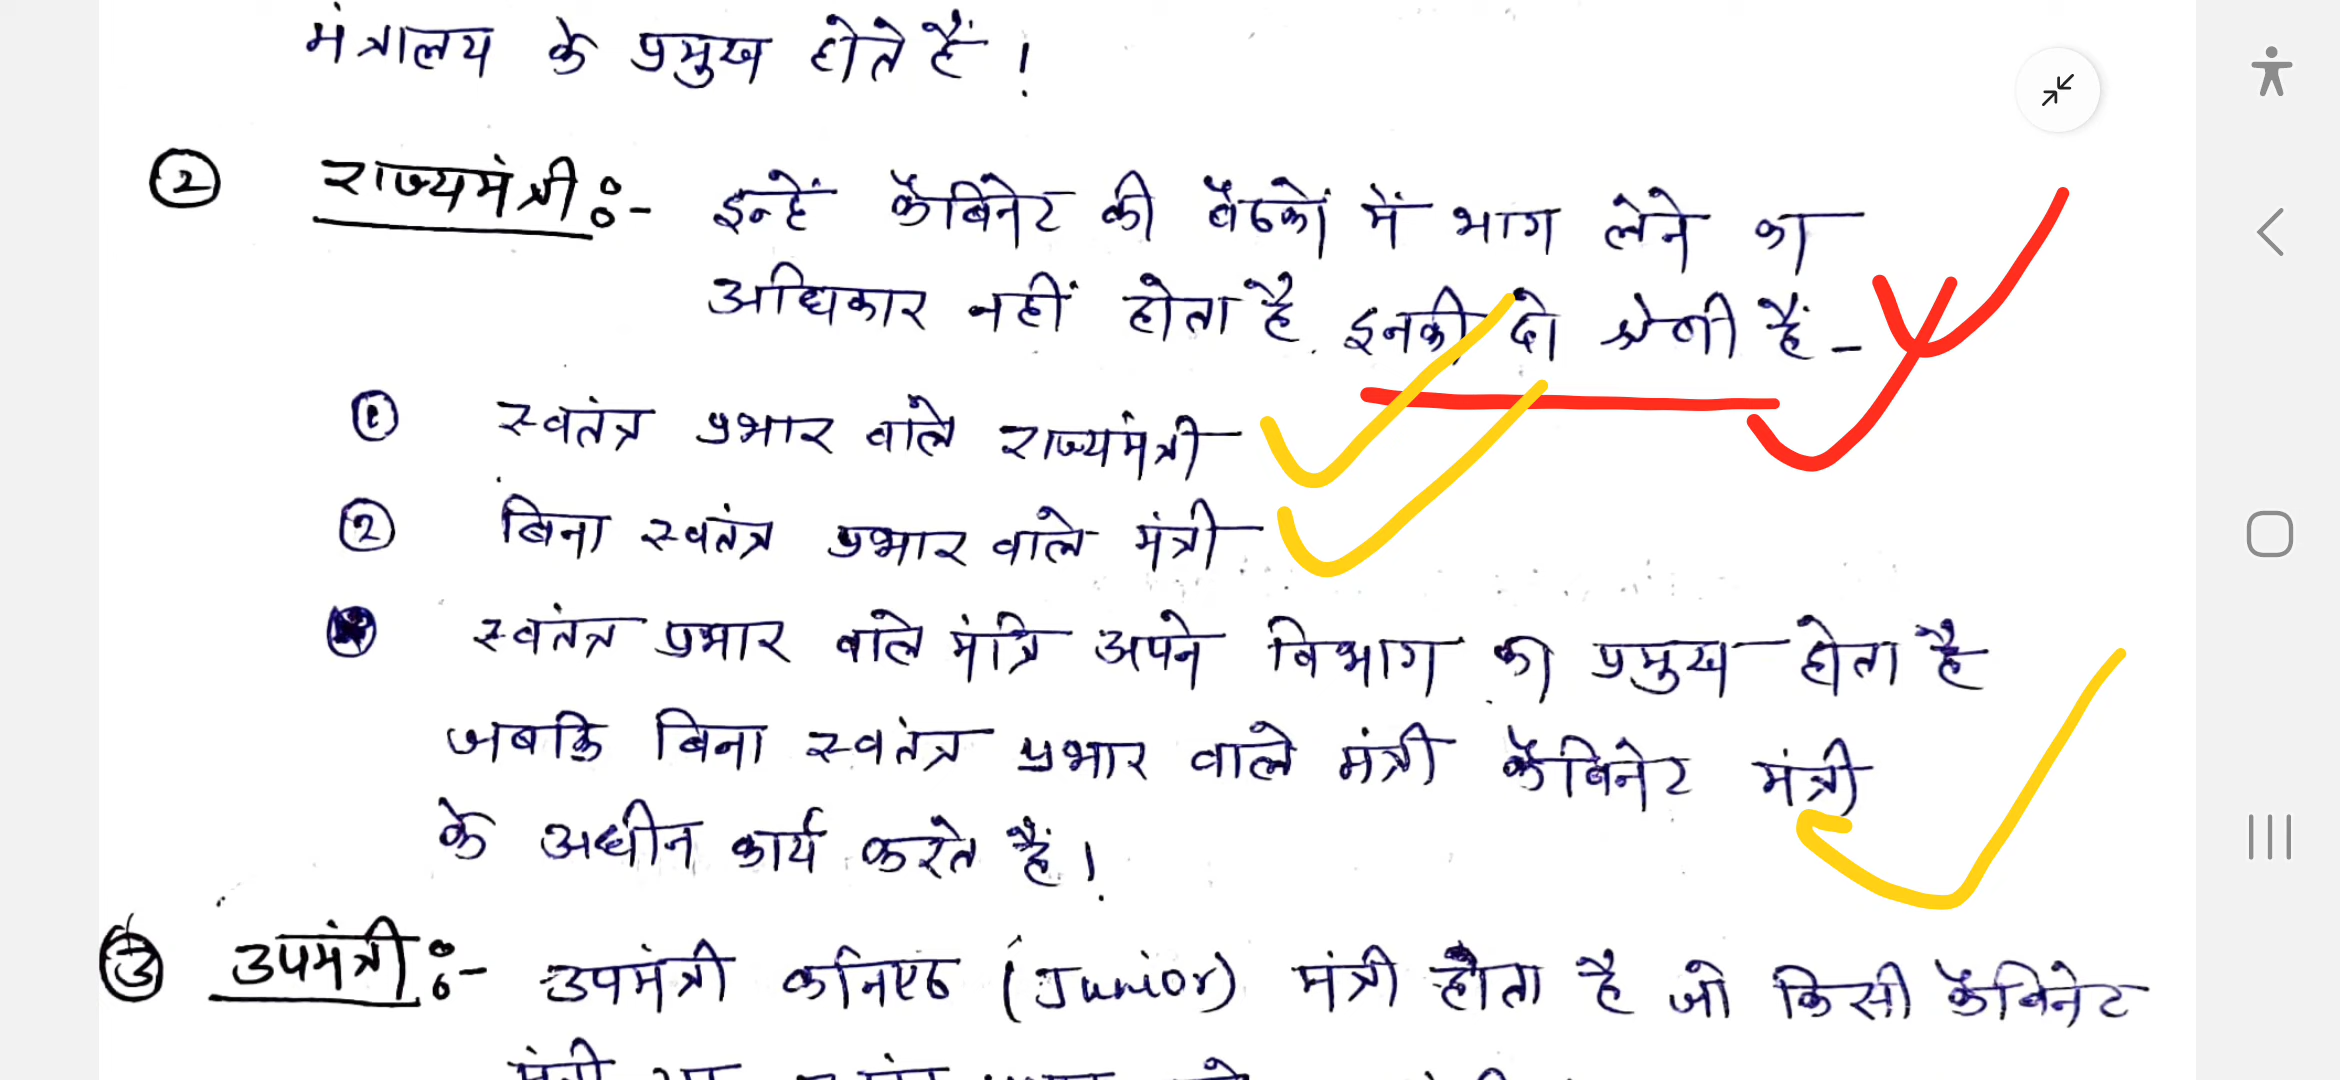 मंत्रालय के प्रमुख होते हैं।
② राज्यमंत्री :- इन्हें कैबिनेट की बैठकों में भाग लेने का
अधिकार नहीं होता है. इनकी दो श्रेणी हैं -
① स्वतंत्र प्रभार वाले राज्यमंत्री
② बिना स्वतंत्र प्रभार वाले मंत्री
स्वतंत्र प्रभार वाले मंत्रि अपने विभाग का प्रमुख होता है
जबकि बिना स्वतंत्र प्रभार वाले मंत्री कैबिनेट मंत्री
के अधीन कार्य करते हैं।
③ उपमंत्री :- उपमंत्री कनिष्ठ (Junior) मंत्री होता है जो किसी कैबिनेट